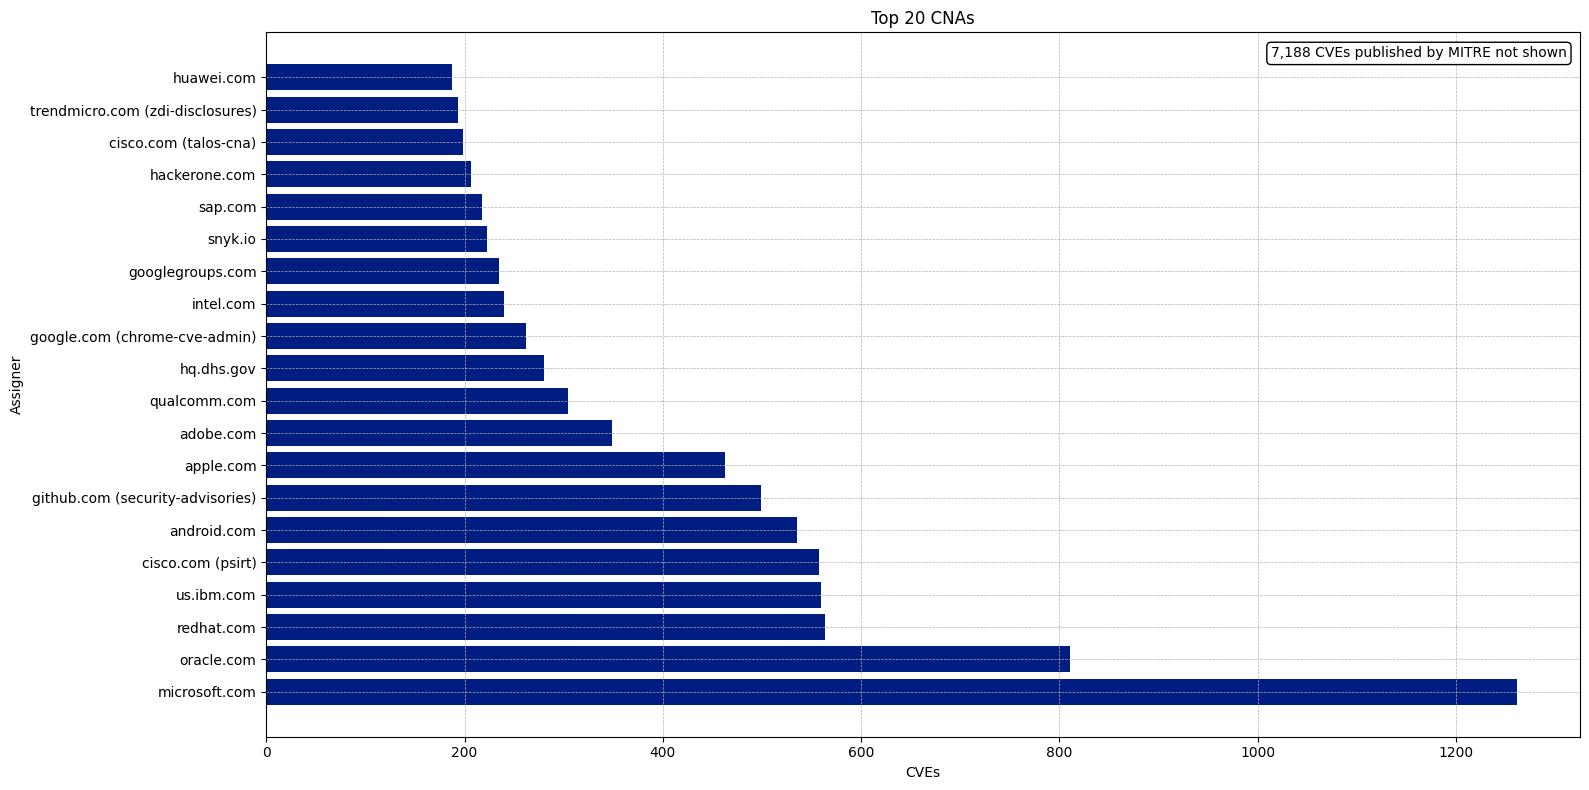 Top 20 CNAs
7,188 CVEs published by MITRE not shown
huawei.com
trendmicro.com (zdi-disclosures)
cisco.com (talos-cna)
hackerone.com
sap.com
snyk.io
googlegroups.com
intel.com
google.com (chrome-cve-admin)
hq.dhs.gov
qualcomm.com
adobe.com
apple.com
github.com (security-advisories)
android.com
cisco.com (psirt)
us.ibm.com
redhat.com
oracle.com
microsoft.com
Assigner
0 200 400 600 800 1000 1200
CVEs